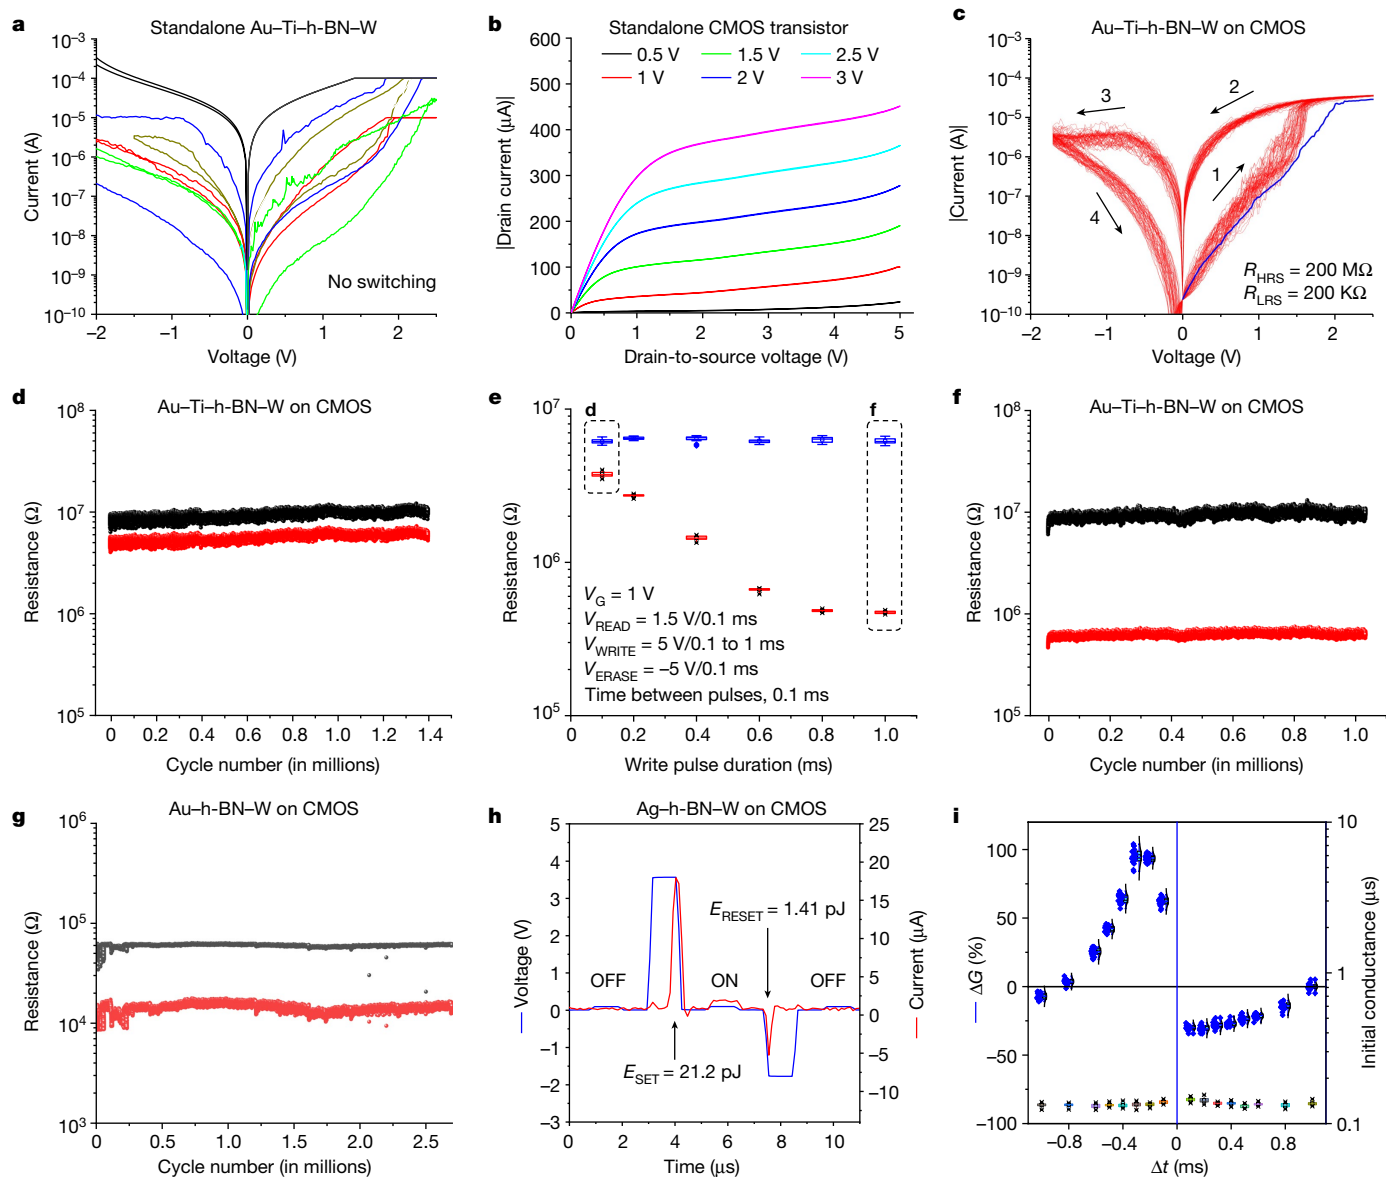 a
Standalone Au–Ti–h-BN–W
10⁻³
10⁻⁴
10⁻⁵
10⁻⁶
10⁻⁷
10⁻⁸
10⁻⁹
10⁻¹⁰
Current (A)
No switching
−2
−1
0
1
2
Voltage (V)
b
Standalone CMOS transistor
600
500
400
300
200
100
0
|Drain current (μA)|
0.5 V
1.5 V
2.5 V
1 V
2 V
3 V
0
1
2
3
4
5
Drain-to-source voltage (V)
c
Au–Ti–h-BN–W on CMOS
10⁻³
10⁻⁴
10⁻⁵
10⁻⁶
10⁻⁷
10⁻⁸
10⁻⁹
10⁻¹⁰
|Current (A)|
3
2
1
4
R_HRS = 200 MΩ
R_LRS = 200 KΩ
−2
−1
0
1
2
Voltage (V)
d
Au–Ti–h-BN–W on CMOS
10⁸
10⁷
10⁶
10⁵
Resistance (Ω)
0
0.2
0.4
0.6
0.8
1.0
1.2
1.4
Cycle number (in millions)
e
10⁷
10⁶
10⁵
Resistance (Ω)
d
f
V_G = 1 V
V_READ = 1.5 V/0.1 ms
V_WRITE = 5 V/0.1 to 1 ms
V_ERASE = –5 V/0.1 ms
Time between pulses, 0.1 ms
0
0.2
0.4
0.6
0.8
1.0
Write pulse duration (ms)
f
Au–Ti–h-BN–W on CMOS
10⁸
10⁷
10⁶
10⁵
Resistance (Ω)
0
0.2
0.4
0.6
0.8
1.0
Cycle number (in millions)
g
Au–h-BN–W on CMOS
10⁶
10⁵
10⁴
10³
Resistance (Ω)
0
0.5
1.0
1.5
2.0
2.5
Cycle number (in millions)
h
Ag–h-BN–W on CMOS
5
4
3
2
1
0
−1
−2
−3
Voltage (V)
E_RESET = 1.41 pJ
OFF
ON
OFF
E_SET = 21.2 pJ
25
20
15
10
5
0
−5
−10
Current (μA)
0
2
4
6
8
10
Time (μs)
i
100
50
0
−50
−100
ΔG (%)
10
1
0.1
Initial conductance (μs)
−0.8
−0.4
0
0.4
0.8
Δt (ms)